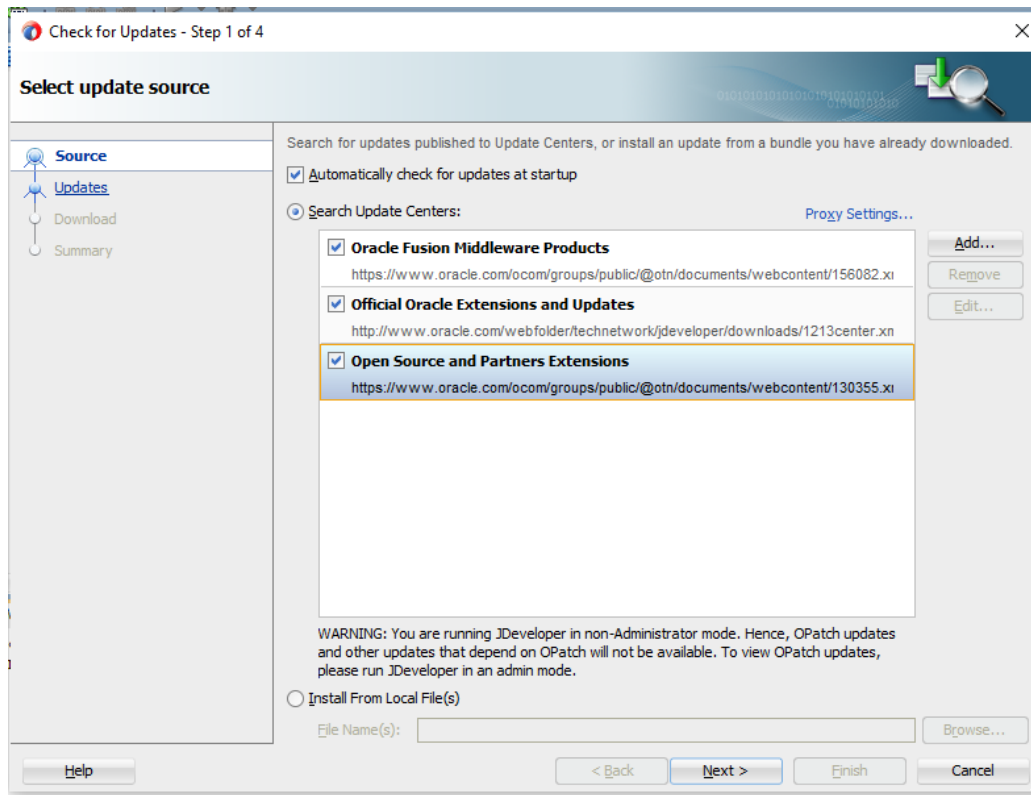 Check for Updates - Step 1 of 4
Select update source
Source
Updates
Download
Summary
Search for updates published to Update Centers, or install an update from a bundle you have already downloaded.
Automatically check for updates at startup
Search Update Centers:
Proxy Settings...
Oracle Fusion Middleware Products
https://www.oracle.com/ocom/groups/public/@otn/documents/webcontent/156082.x
Official Oracle Extensions and Updates
http://www.oracle.com/webfolder/technetwork/jdeveloper/downloads/1213center.x
Open Source and Partners Extensions
https://www.oracle.com/ocom/groups/public/@otn/documents/webcontent/130355.x
Add...
Remove
Edit...
WARNING: You are running JDeveloper in non-Administrator mode. Hence, OPatch updates
and other updates that depend on OPatch will not be available. To view OPatch updates,
please run JDeveloper in an admin mode.
Install From Local File(s)
File Name(s):
Browse...
Help
< Back
Next >
Finish
Cancel